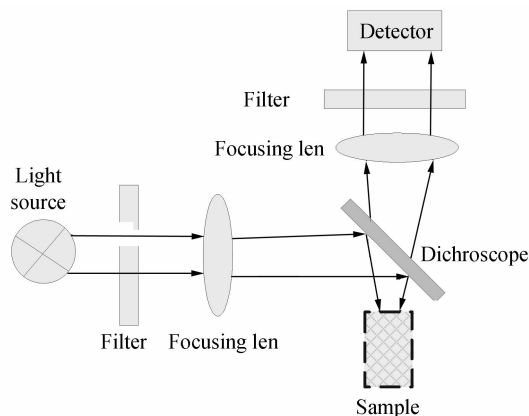 Detector
Filter
Focusing len
Light
source
Dichroscope
Filter
Focusing len
Sample